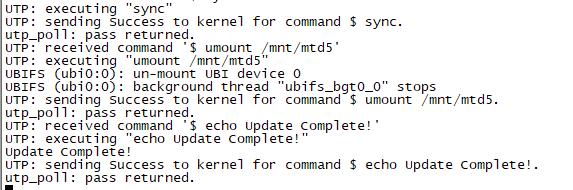 UTP: executing "sync"
UTP: sending Success to kernel for command $ sync.
utp_poll: pass returned.
UTP: received command '$ umount /mnt/mtd5'
UTP: executing "umount /mnt/mtd5"
UBIFS (ubi0:0): un-mount UBI device 0
UBIFS (ubi0:0): background thread "ubifs_bgt0_0" stops
UTP: sending Success to kernel for command $ umount /mnt/mtd5.
utp_poll: pass returned.
UTP: received command '$ echo Update Complete!'
UTP: executing "echo Update Complete!"
Update Complete!
UTP: sending Success to kernel for command $ echo Update Complete!.
utp_poll: pass returned.